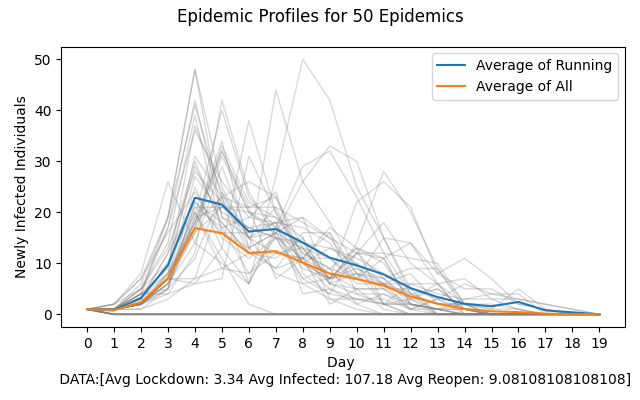 Epidemic Profiles for 50 Epidemics
Average of Running
Average of All
Newly Infected Individuals
50
40
30
20
10
0
0 1 2 3 4 5 6 7 8 9 10 11 12 13 14 15 16 17 18 19
Day
DATA:[Avg Lockdown: 3.34 Avg Infected: 107.18 Avg Reopen: 9.08108108108108]